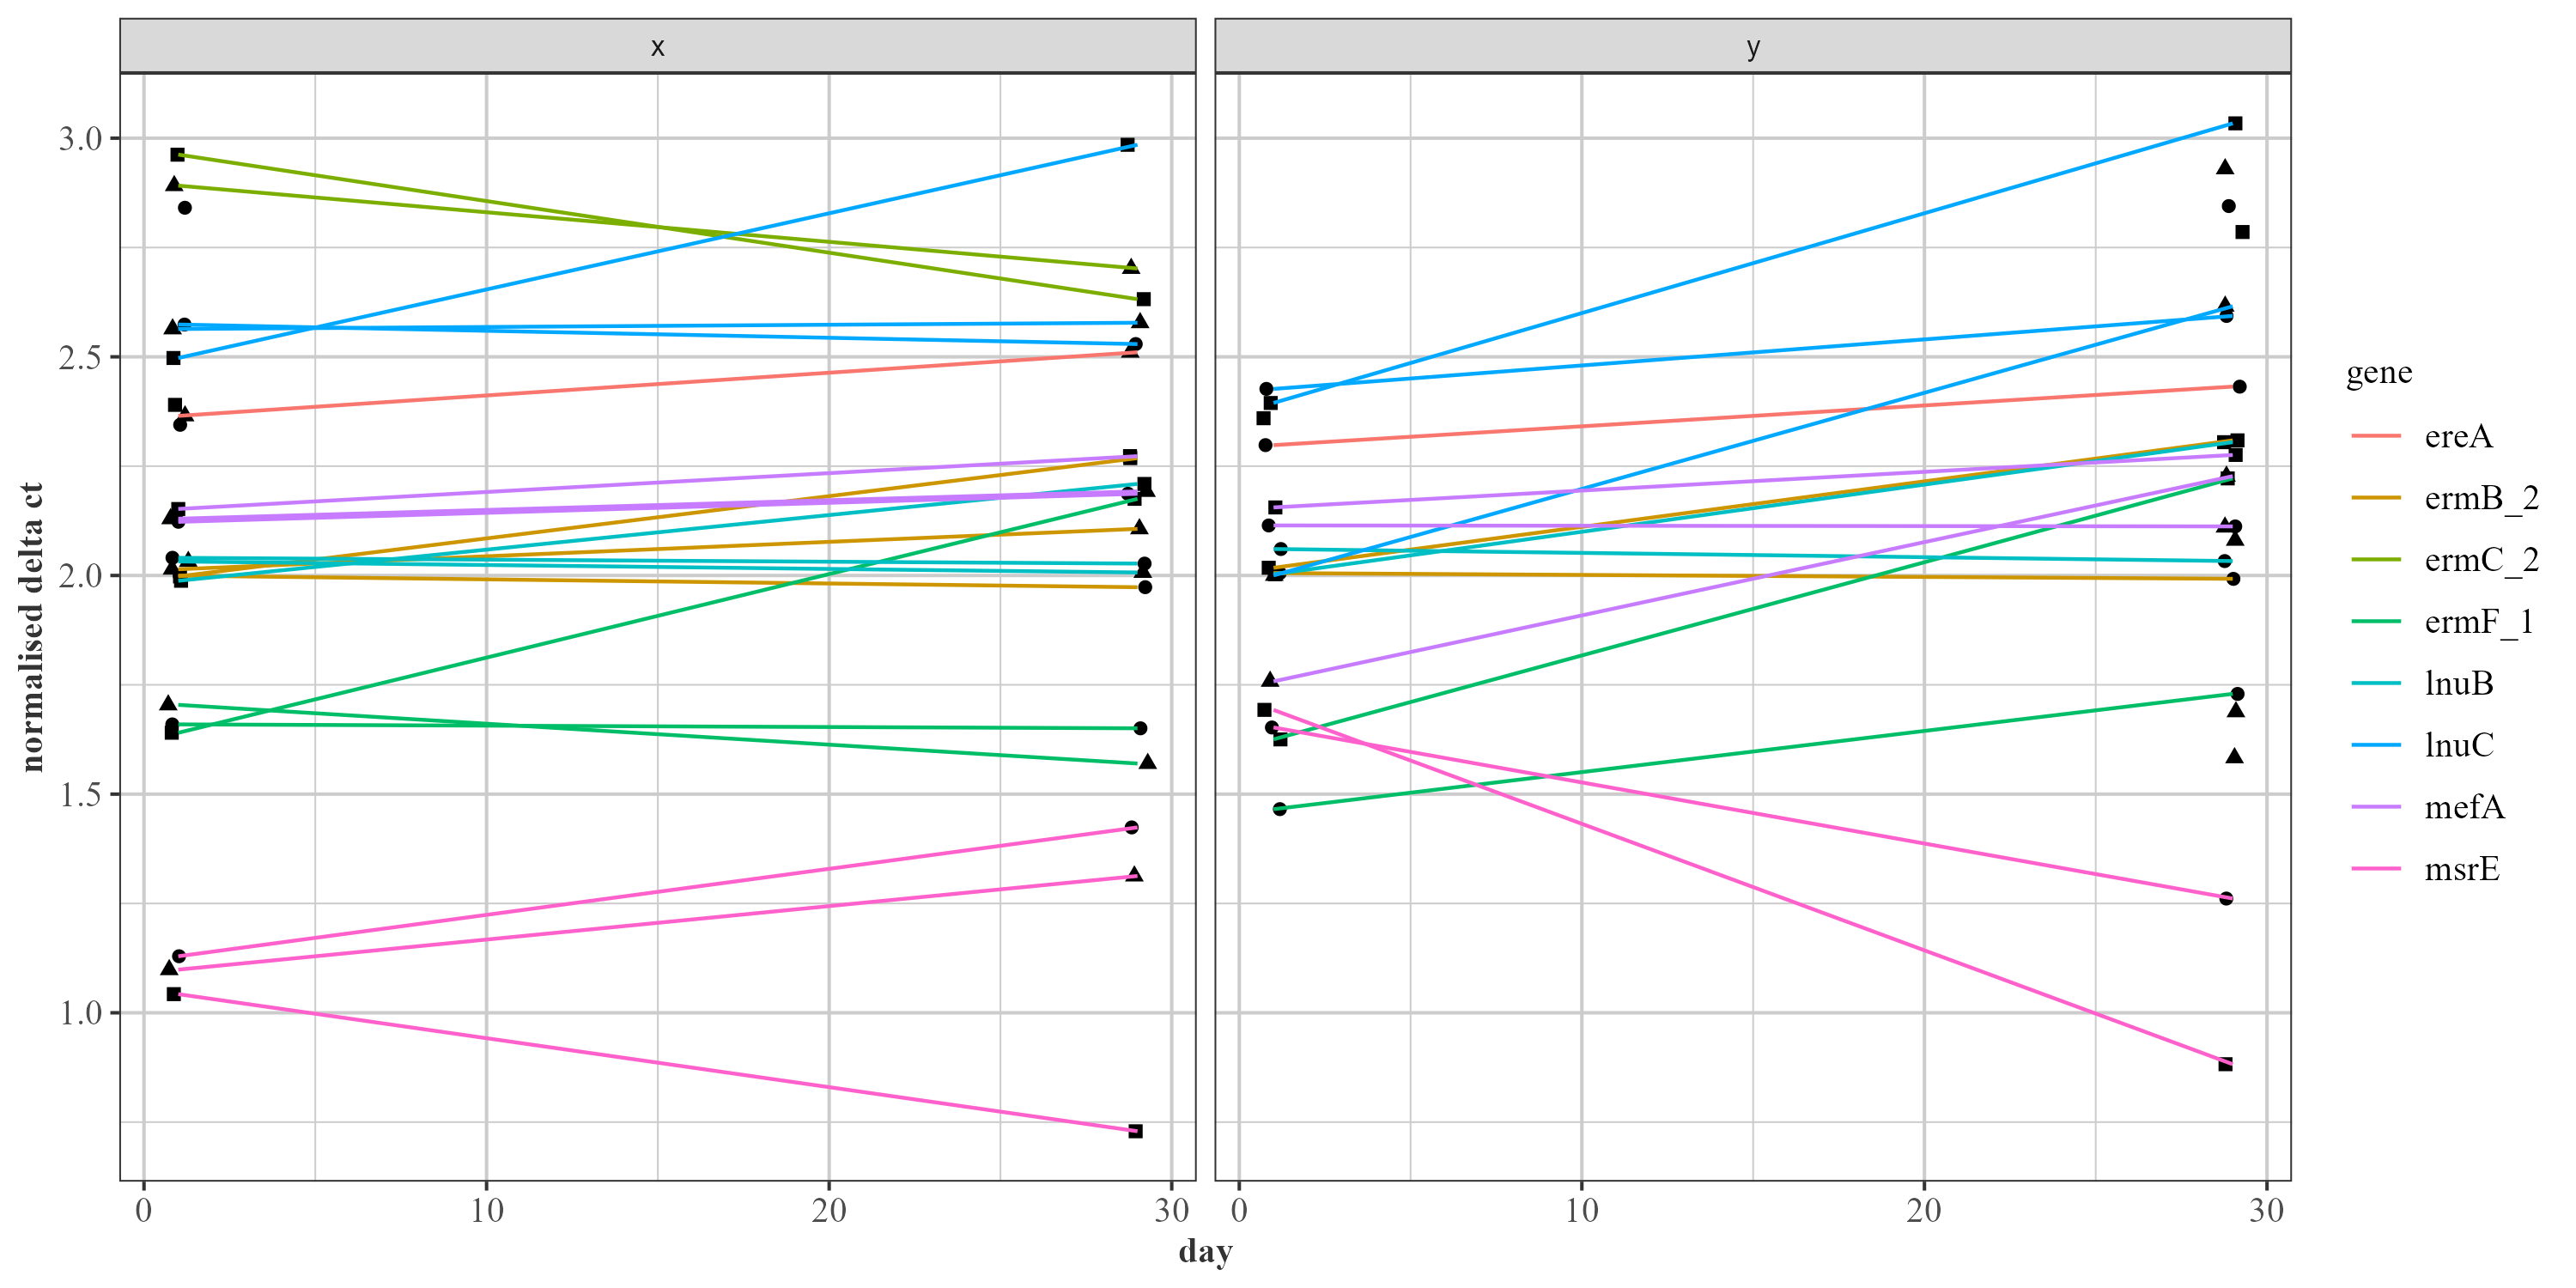 x
y
normalised delta ct
3.0
2.5
2.0
1.5
1.0
0
10
20
30
0
10
20
30
day
gene
ereA
ermB_2
ermC_2
ermF_1
lnuB
lnuC
mefA
msrE